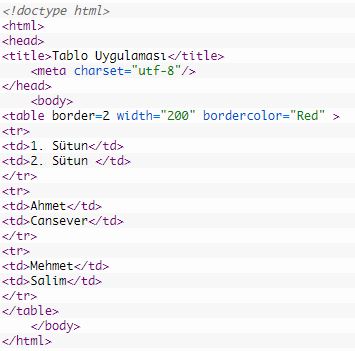 <!doctype html>
<html>
<head>
<title>Tablo Uygulaması</title>
<meta charset="utf-8"/>
</head>
<body>
<table border=2 width="200" bordercolor="Red" >
<tr>
<td>1. Sütun</td>
<td>2. Sütun </td>
</tr>
<tr>
<td>Ahmet</td>
<td>Cansever</td>
</tr>
<tr>
<td>Mehmet</td>
<td>Salim</td>
</tr>
</table>
</body>
</html>